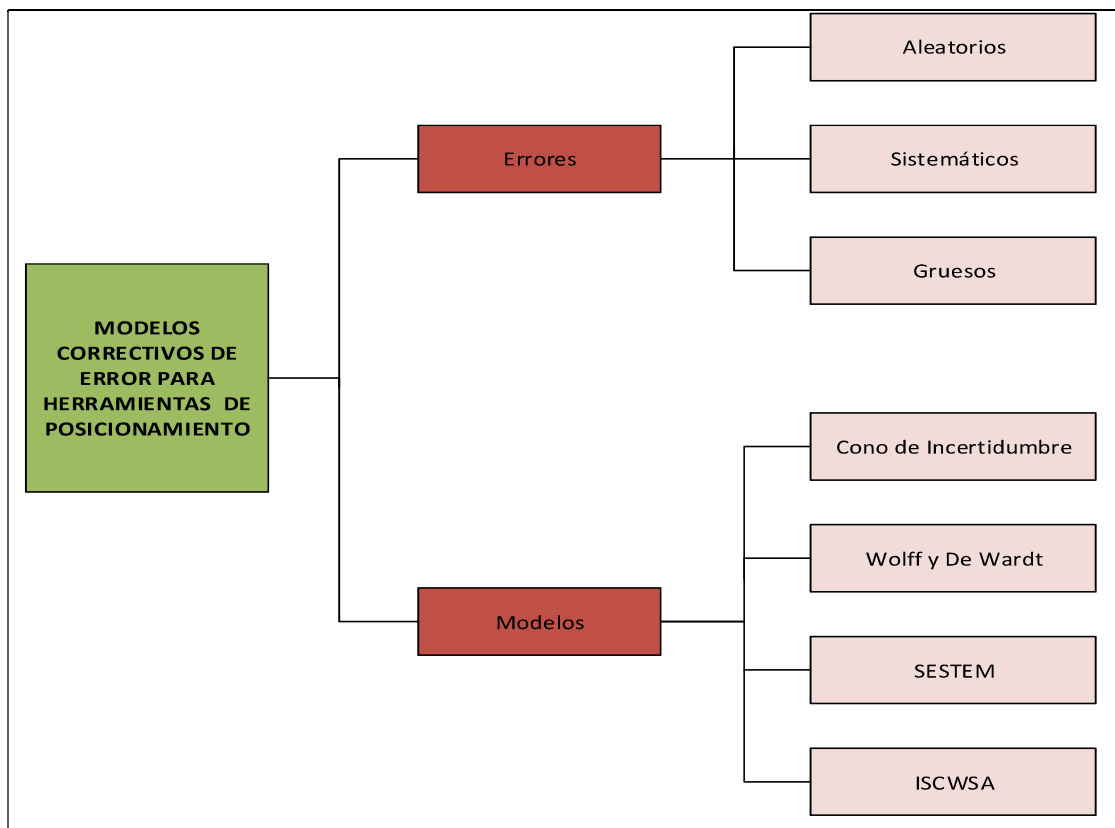 Aleatorios
Errores
Sistemáticos
Gruesos
MODELOS
CORRECTIVOS DE
ERROR PARA
HERRAMIENTAS DE
POSICIONAMIENTO
Cono de Incertidumbre
Wolff y De Wardt
Modelos
SESTEM
ISCWSA